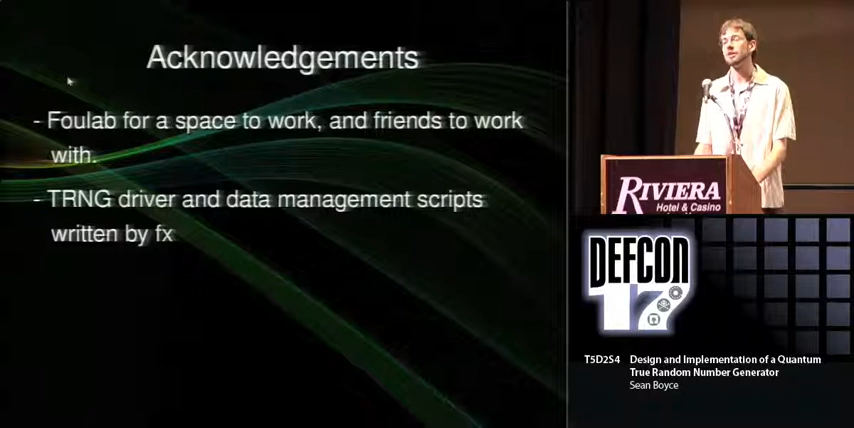 Acknowledgements
- Foulab for a space to work, and friends to work
with.
- TRNG driver and data management scripts
written by fx
RIVIERA
Hotel & Casino
DEFCON
17
T5D2S4 Design and Implementation of a Quantum
True Random Number Generator
Sean Boyce